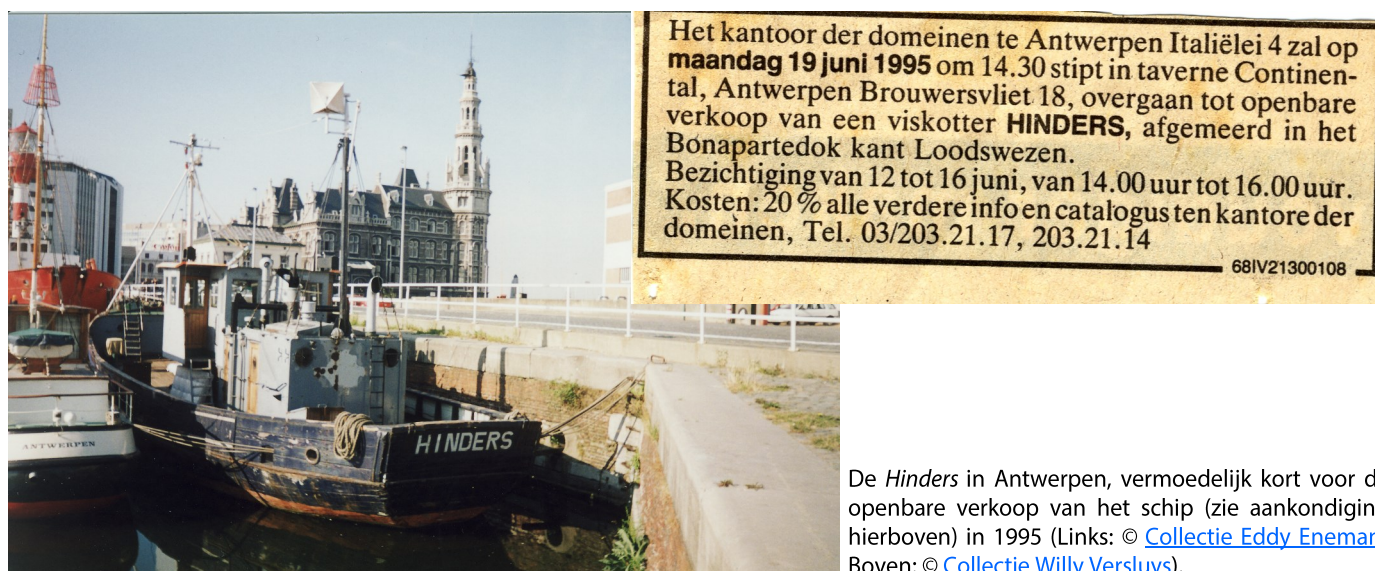 Het kantoor der domeinen te Antwerpen Italiëlei 4 zal op
maandag 19 juni 1995 om 14.30 stipt in taverne Continen-
tal, Antwerpen Brouwersvliet 18, overgaan tot openbare
verkoop van een viskotter HINDERS, afgemeerd in het
Bonapartedok kant Loodswezen.
Bezichtiging van 12 tot 16 juni, van 14.00 uur tot 16.00 uur.
Kosten: 20 % alle verdere info en catalogus ten kantore der
domeinen, Tel. 03/203.21.17, 203.21.14
68IV21300108
ANTWERPEN
HINDERS
De Hinders in Antwerpen, vermoedelijk kort voor d
openbare verkoop van het schip (zie aankondigin
hierboven) in 1995 (Links: © Collectie Eddy Eneman
Boven: © Collectie Willy Versluys).